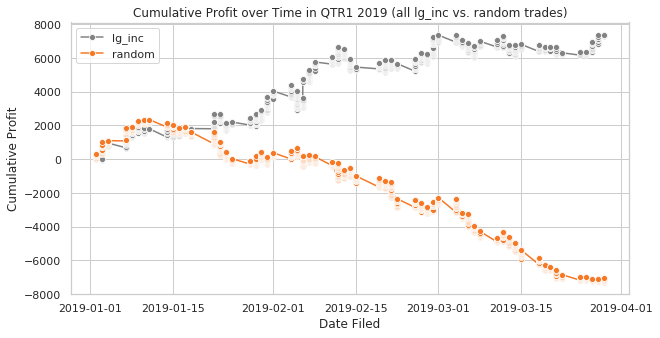 Cumulative Profit over Time in QTR1 2019 (all lg_inc vs. random trades)
lg_inc
random
8000
6000
4000
2000
0
−2000
−4000
−6000
−8000
Cumulative Profit
2019-01-01 2019-01-15 2019-02-01 2019-02-15 2019-03-01 2019-03-15 2019-04-01
Date Filed